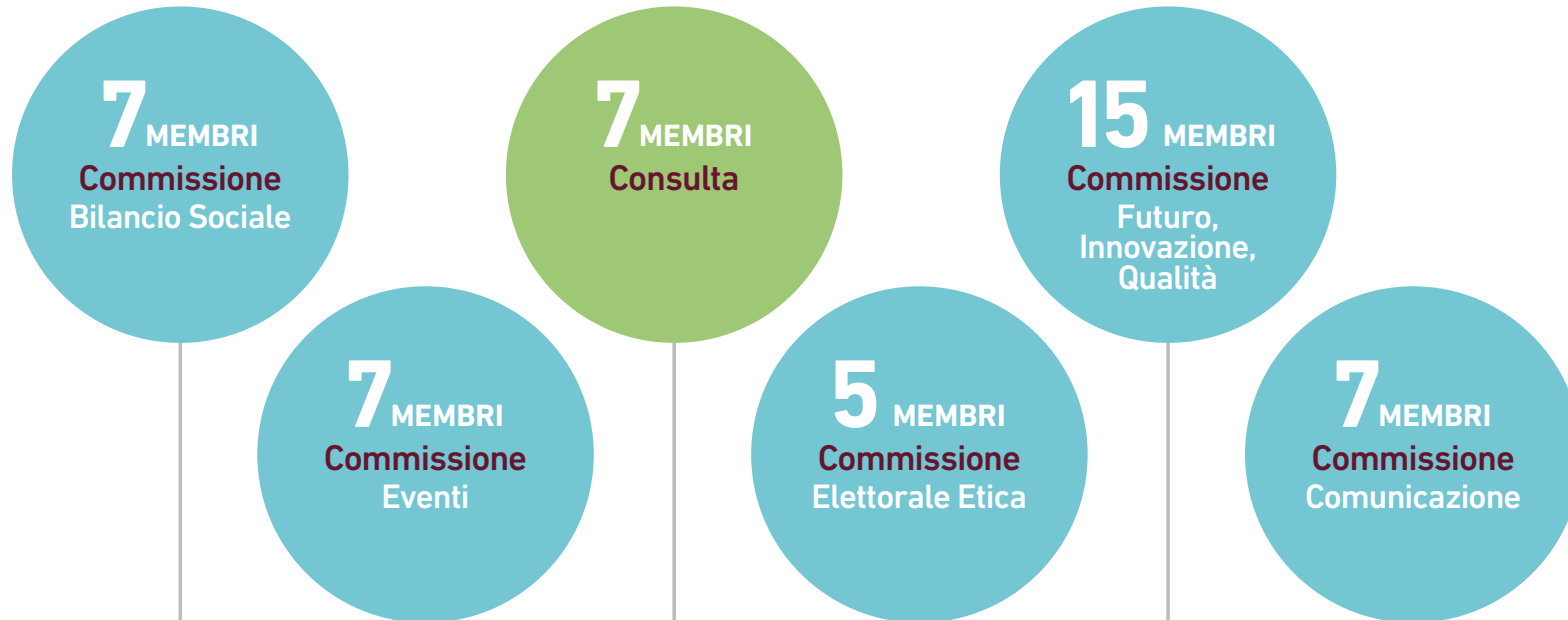 7 MEMBRI
Commissione
Bilancio Sociale
7 MEMBRI
Consulta
15 MEMBRI
Commissione
Futuro,
Innovazione,
Qualità
7 MEMBRI
Commissione
Eventi
5 MEMBRI
Commissione
Elettorale Etica
7 MEMBRI
Commissione
Comunicazione